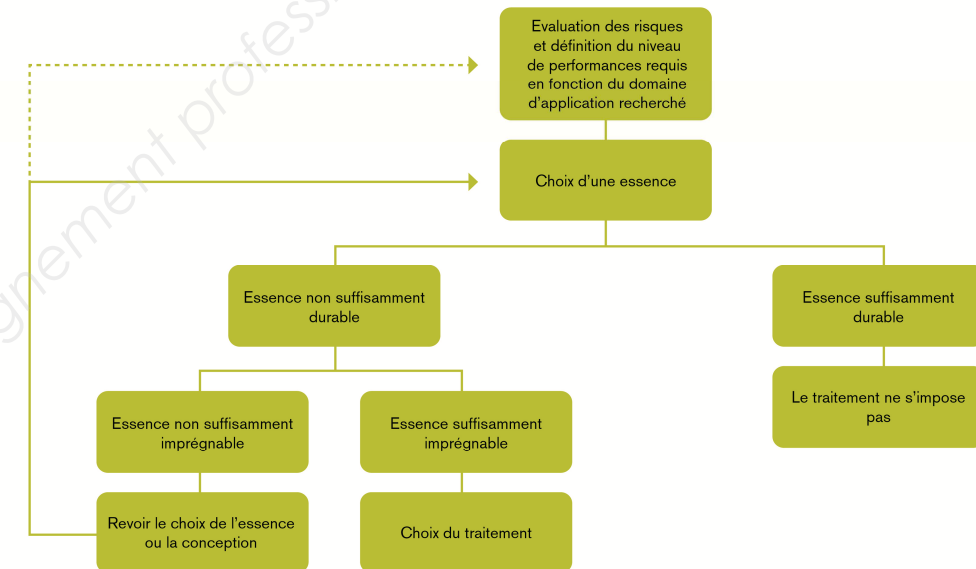 Evaluation des risques
et définition du niveau
de performances requis
en fonction du domaine
d'application recherché
Choix d'une essence
Essence non suffisamment
durable
Essence suffisamment
durable
Essence non suffisamment
imprégnable
Essence suffisamment
imprégnable
Le traitement ne s'impose
pas
Revoir le choix de l'essence
ou la conception
Choix du traitement